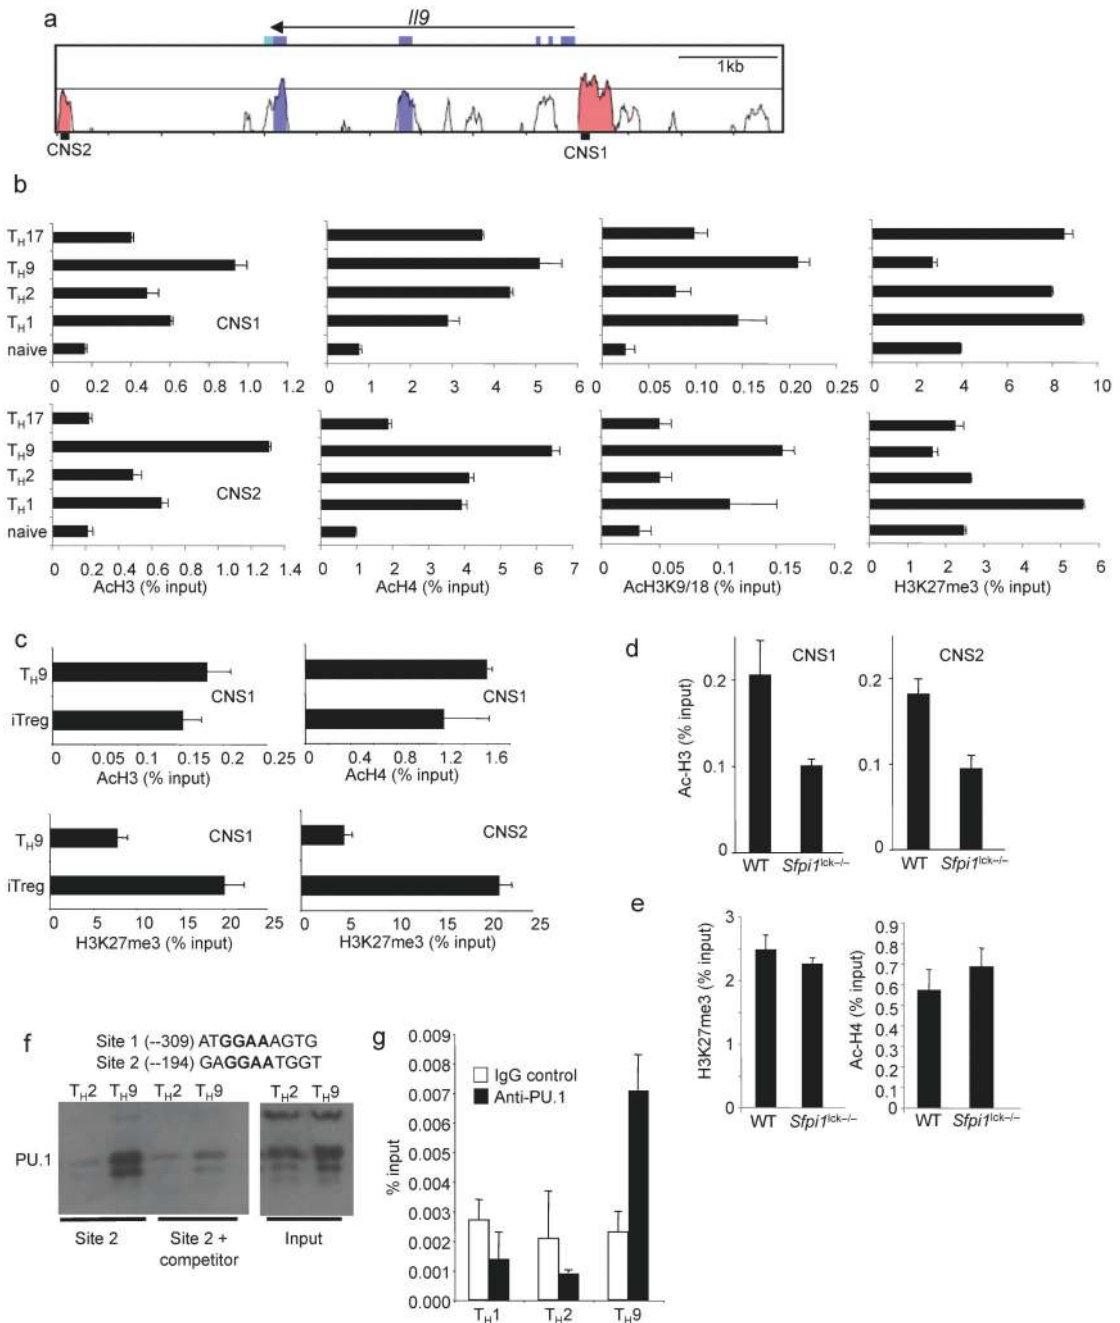 a
Il9
1kb
CNS2
CNS1
b
TH17
TH9
TH2
TH1
naive
CNS1
0 0.2 0.4 0.6 0.8 1.0 1.2
0 1 2 3 4 5 6
0 0.05 0.10 0.15 0.20 0.25
0 2 4 6 8 10
TH17
TH9
TH2
TH1
naive
CNS2
0 0.2 0.4 0.6 0.8 1.0 1.2 1.4
0 1 2 3 4 5 6 7
0 0.05 0.1 0.15 0.2
0 1 2 3 4 5 6
AcH3 (% input)
AcH4 (% input)
AcH3K9/18 (% input)
H3K27me3 (% input)
c
TH9
iTreg
CNS1
0 0.05 0.1 0.15 0.20 0.25
AcH3 (% input)
CNS1
0 0.4 0.8 1.2 1.6
AcH4 (% input)
TH9
iTreg
CNS1
0 5 10 15 20 25
H3K27me3 (% input)
CNS2
0 5 10 15 20 25
H3K27me3 (% input)
d
Ac-H3 (% input)
CNS1
0.2
0.1
0
WT Sfpi1lck–/–
CNS2
0.2
0.1
0
WT Sfpi1lck–/–
e
H3K27me3 (% input)
3
2
1
0
WT Sfpi1lck–/–
Ac-H4 (% input)
0.9
0.8
0.7
0.6
0.5
0.4
0.3
0.2
0.1
0
WT Sfpi1lck–/–
f
Site 1 (--309) ATGGAAAGTG
Site 2 (--194) GAGGAATGGT
TH2 TH9 TH2 TH9 TH2 TH9
PU.1
Site 2
Site 2 +
competitor
Input
g
% input
0.009
0.008
0.007
0.006
0.005
0.004
0.003
0.002
0.001
0.000
IgG control
Anti-PU.1
TH1 TH2 TH9